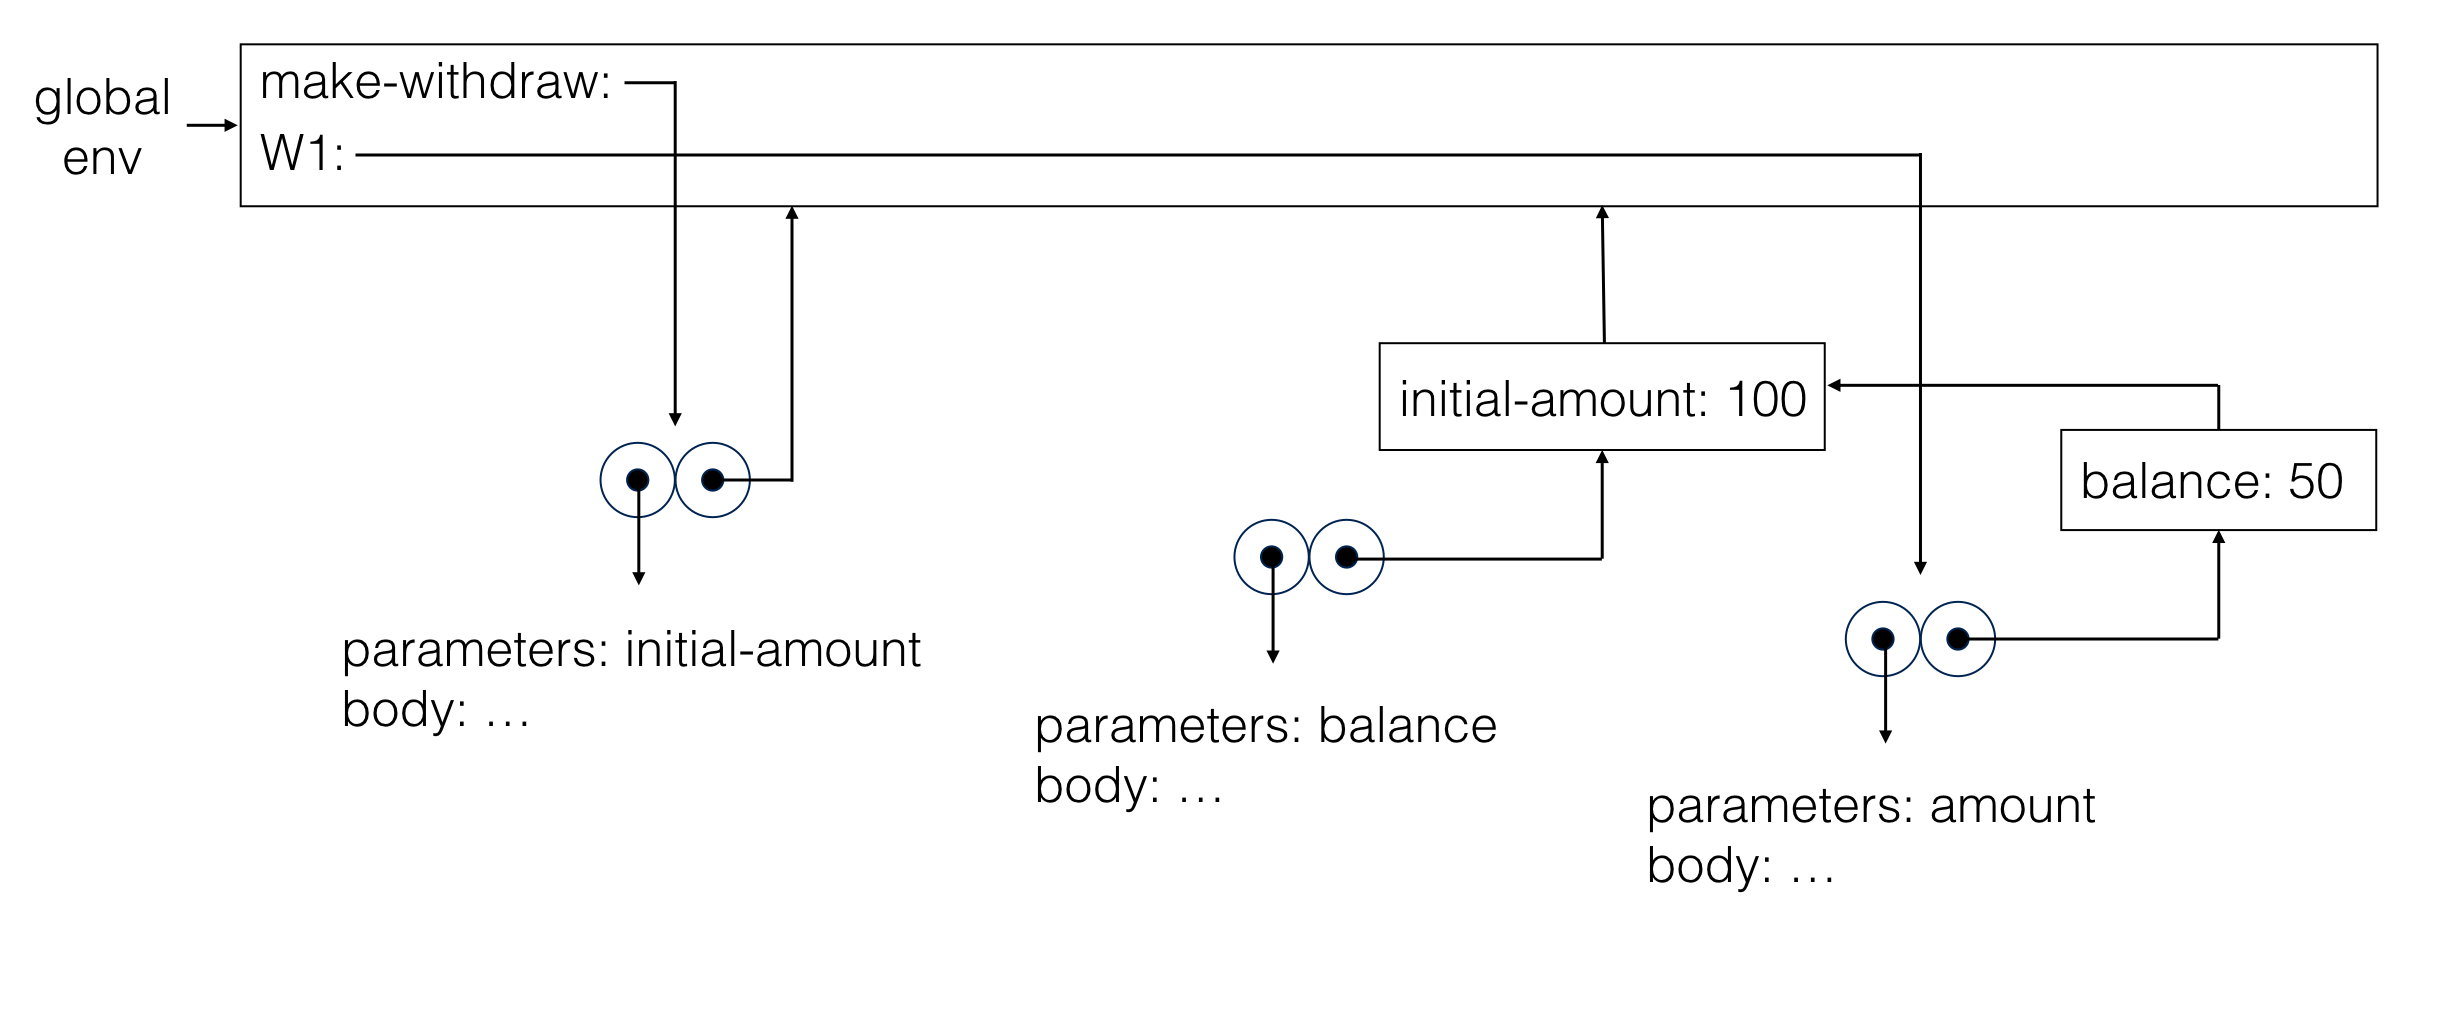 global
env
make-withdraw:
W1:
initial-amount: 100
balance: 50
parameters: initial-amount
body: …
parameters: balance
body: …
parameters: amount
body: …